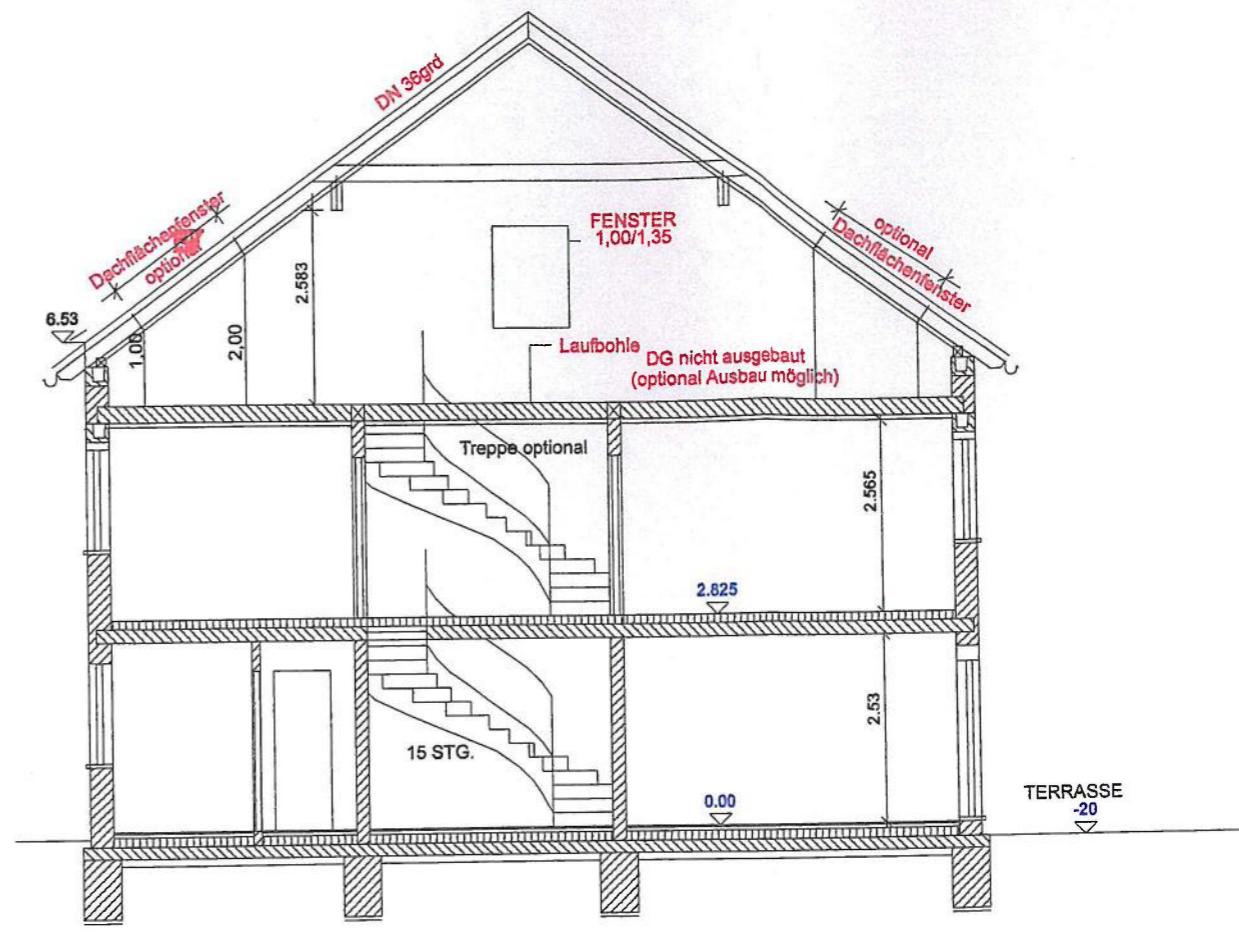 DN 36grd
Dachflächenfenster
optional
optional
Dachflächenfenster
FENSTER
1,00/1,35
2.583
6.53
1,00
2,00
Laufbohle
DG nicht ausgebaut
(optional Ausbau möglich)
Treppe optional
2.565
2.825
2.53
15 STG.
0.00
TERRASSE
-20